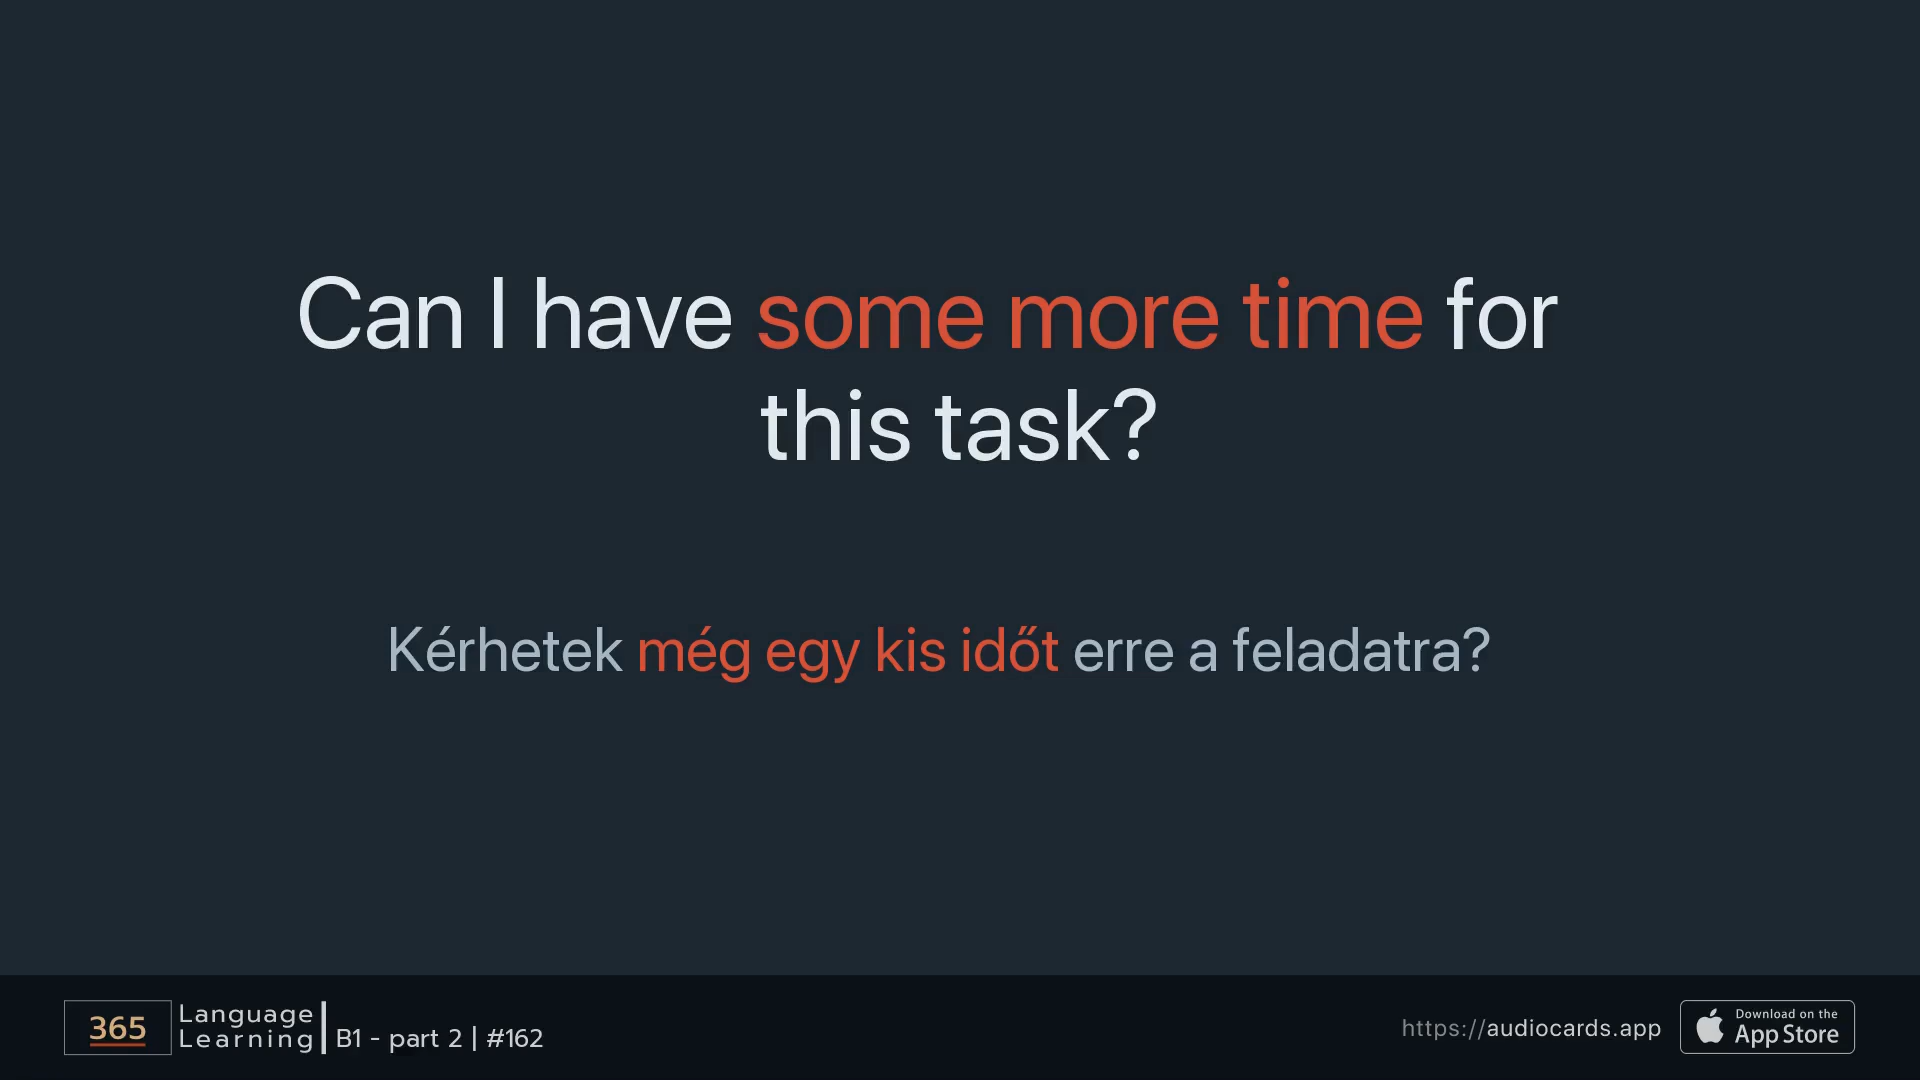 Can I have some more time for
this task?
Kérhetek még egy kis időt erre a feladatra?
365
Language
Learning
B1 - part 2 | #162
https://audiocards.app
Download on the
App Store